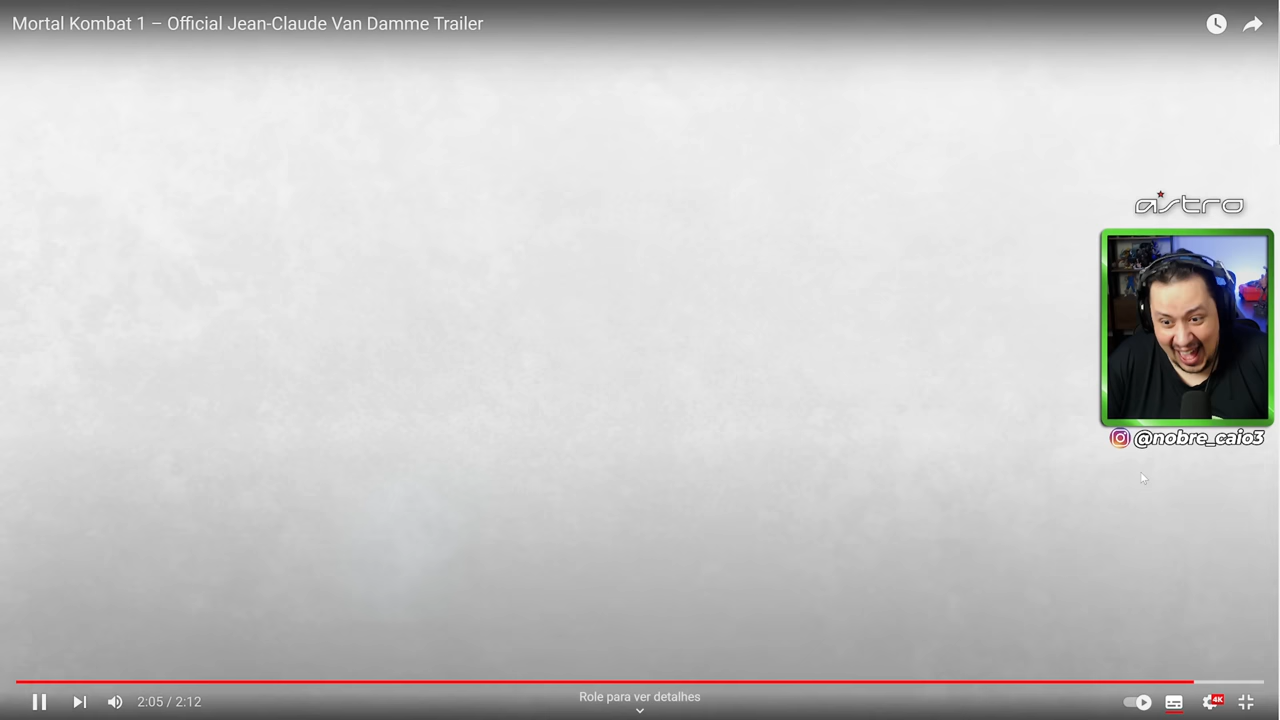 Mortal Kombat 1 – Official Jean-Claude Van Damme Trailer
astro
@nobre_caio3
2:05 / 2:12
Role para ver detalhes
4K